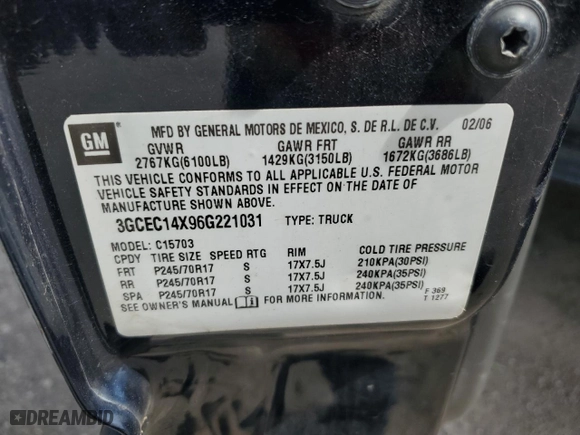 GM
MFD BY GENERAL MOTORS DE MEXICO, S. DE R.L. DE C.V. 02/06
GVWR GAWR FRT GAWR RR
2767KG(6100LB) 1429KG(3150LB) 1672KG(3686LB)
THIS VEHICLE CONFORMS TO ALL APPLICABLE U.S. FEDERAL MOTOR
VEHICLE SAFETY STANDARDS IN EFFECT ON THE DATE OF
MANUFACTURE SHOWN ABOVE.
3GCEC14X96G221031 TYPE: TRUCK
MODEL: C15703
CPDY TIRE SIZE SPEED RTG RIM COLD TIRE PRESSURE
FRT P245/70R17 S 17X7.5J 210KPA(30PSI)
RR P245/70R17 S 17X7.5J 240KPA(35PSI)
SPA P245/70R17 S 17X7.5J 240KPA(35PSI)
SEE OWNER'S MANUAL FOR MORE INFORMATION. F 369
T 1277
DREAMBID